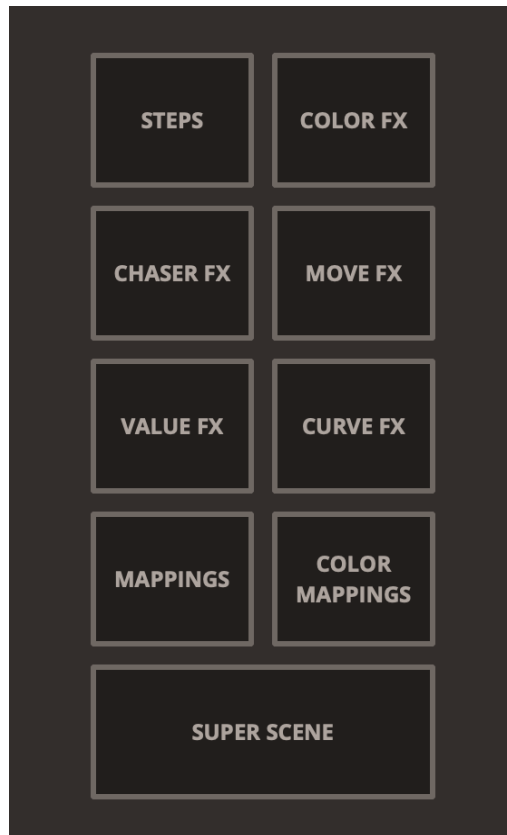 STEPS
COLOR FX
CHASER FX
MOVE FX
VALUE FX
CURVE FX
MAPPINGS
COLOR
MAPPINGS
SUPER SCENE